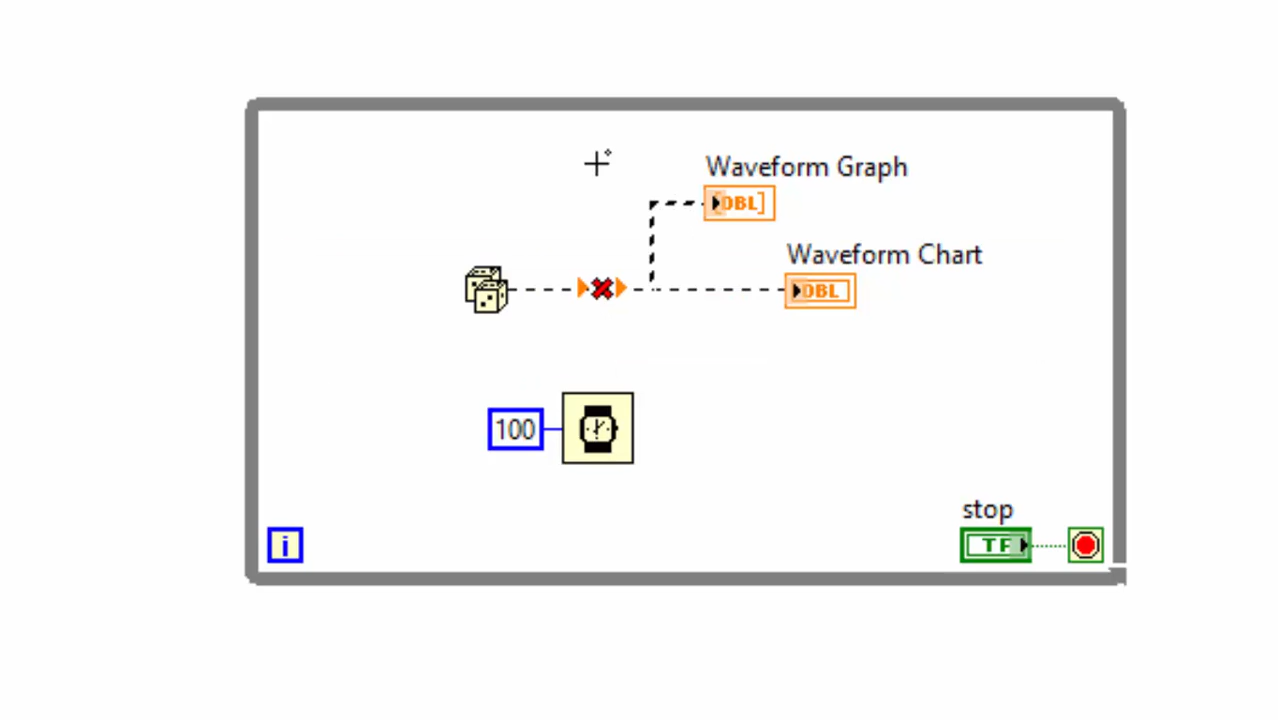 Waveform Graph
DBL]
Waveform Chart
DBL
100
stop
i
TF